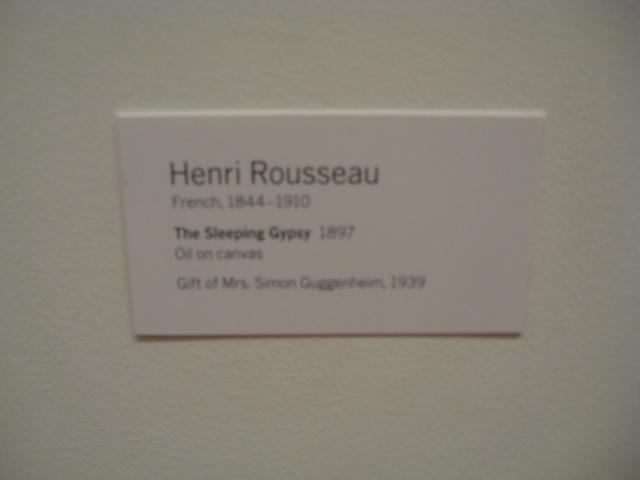 Henri Rousseau
French, 1844–1910
The Sleeping Gypsy 1897
Oil on canvas
Gift of Mrs. Simon Guggenheim, 1939